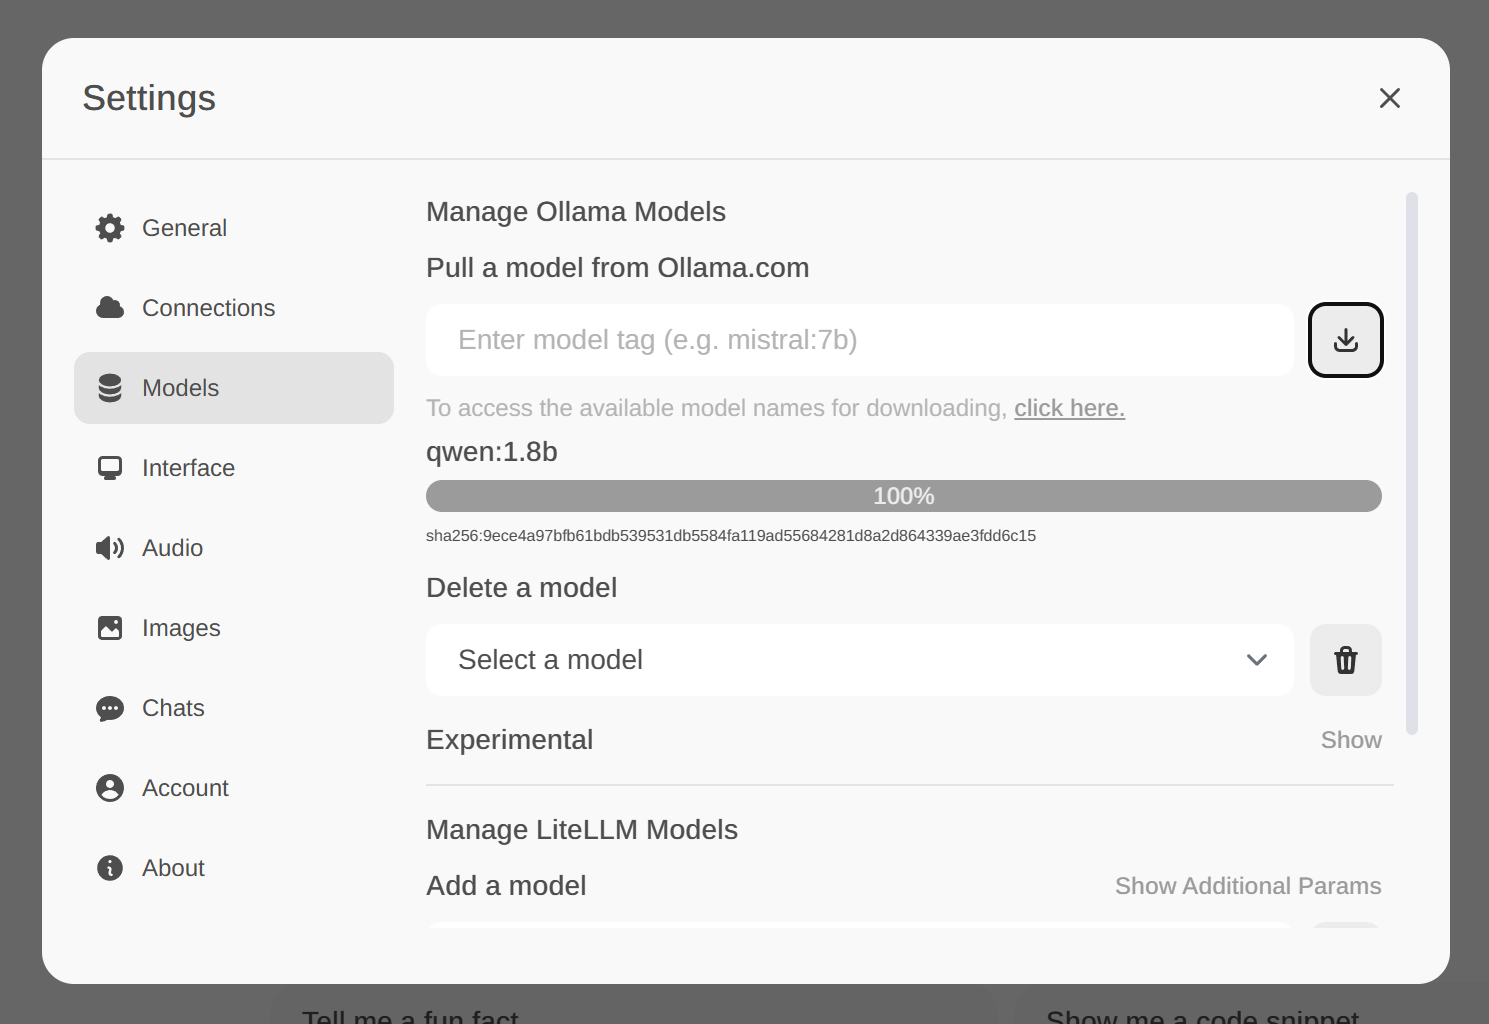 Settings
General
Connections
Models
Interface
Audio
Images
Chats
Account
About
Manage Ollama Models
Pull a model from Ollama.com
Enter model tag (e.g. mistral:7b)
To access the available model names for downloading, click here.
qwen:1.8b
100%
sha256:9ece4a97bfb61bdb539531db5584fa119ad55684281d8a2d864339ae3fdd6c15
Delete a model
Select a model
Experimental
Show
Manage LiteLLM Models
Add a model
Show Additional Params
Tell me a fun fact
Show me a code snippet